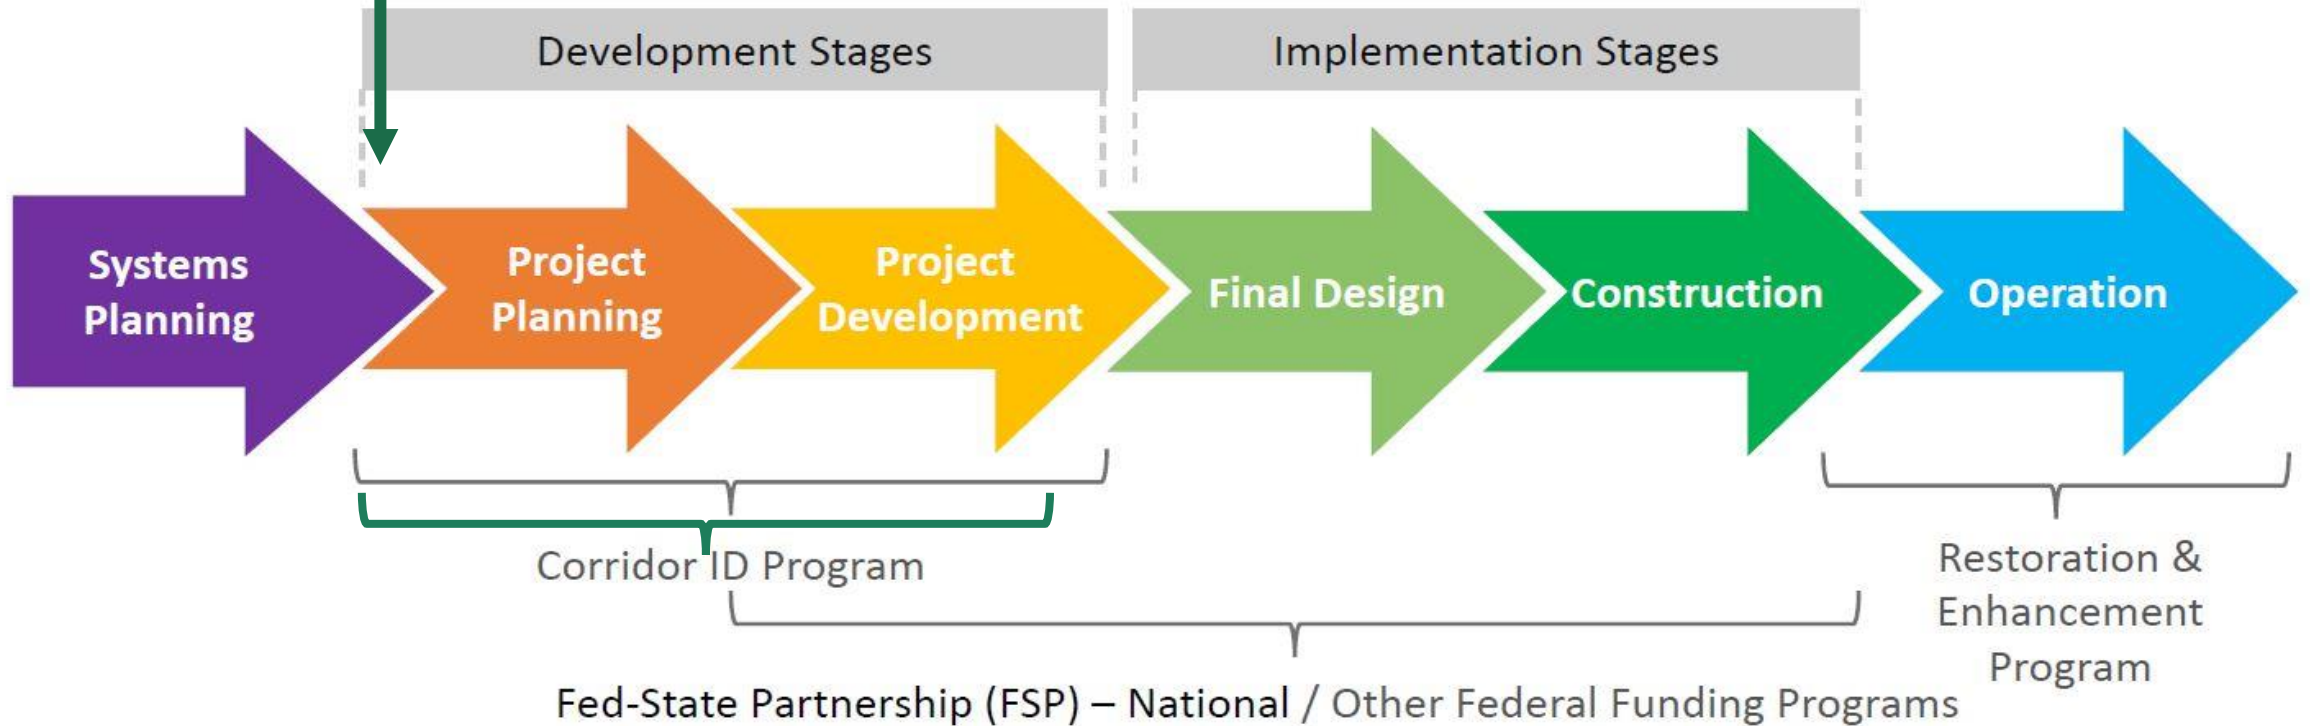 Development Stages
Implementation Stages
Systems
Planning
Project
Planning
Project
Development
Final Design
Construction
Operation
Corridor ID Program
Restoration &
Enhancement
Program
Fed-State Partnership (FSP) – National / Other Federal Funding Programs